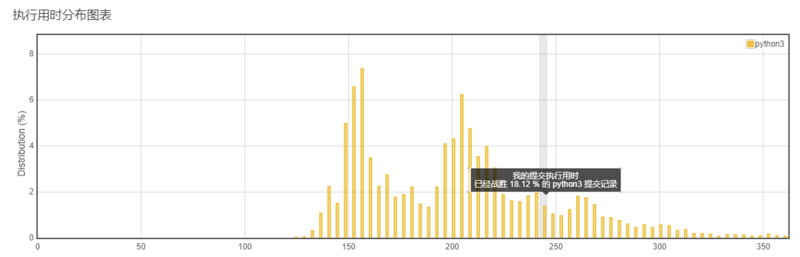 执行用时分布图表
python3
8
6
4
2
0
Distribution (%)
我的提交执行用时
已经战胜 18.12 % 的 python3 提交记录
0
50
100
150
200
250
300
350